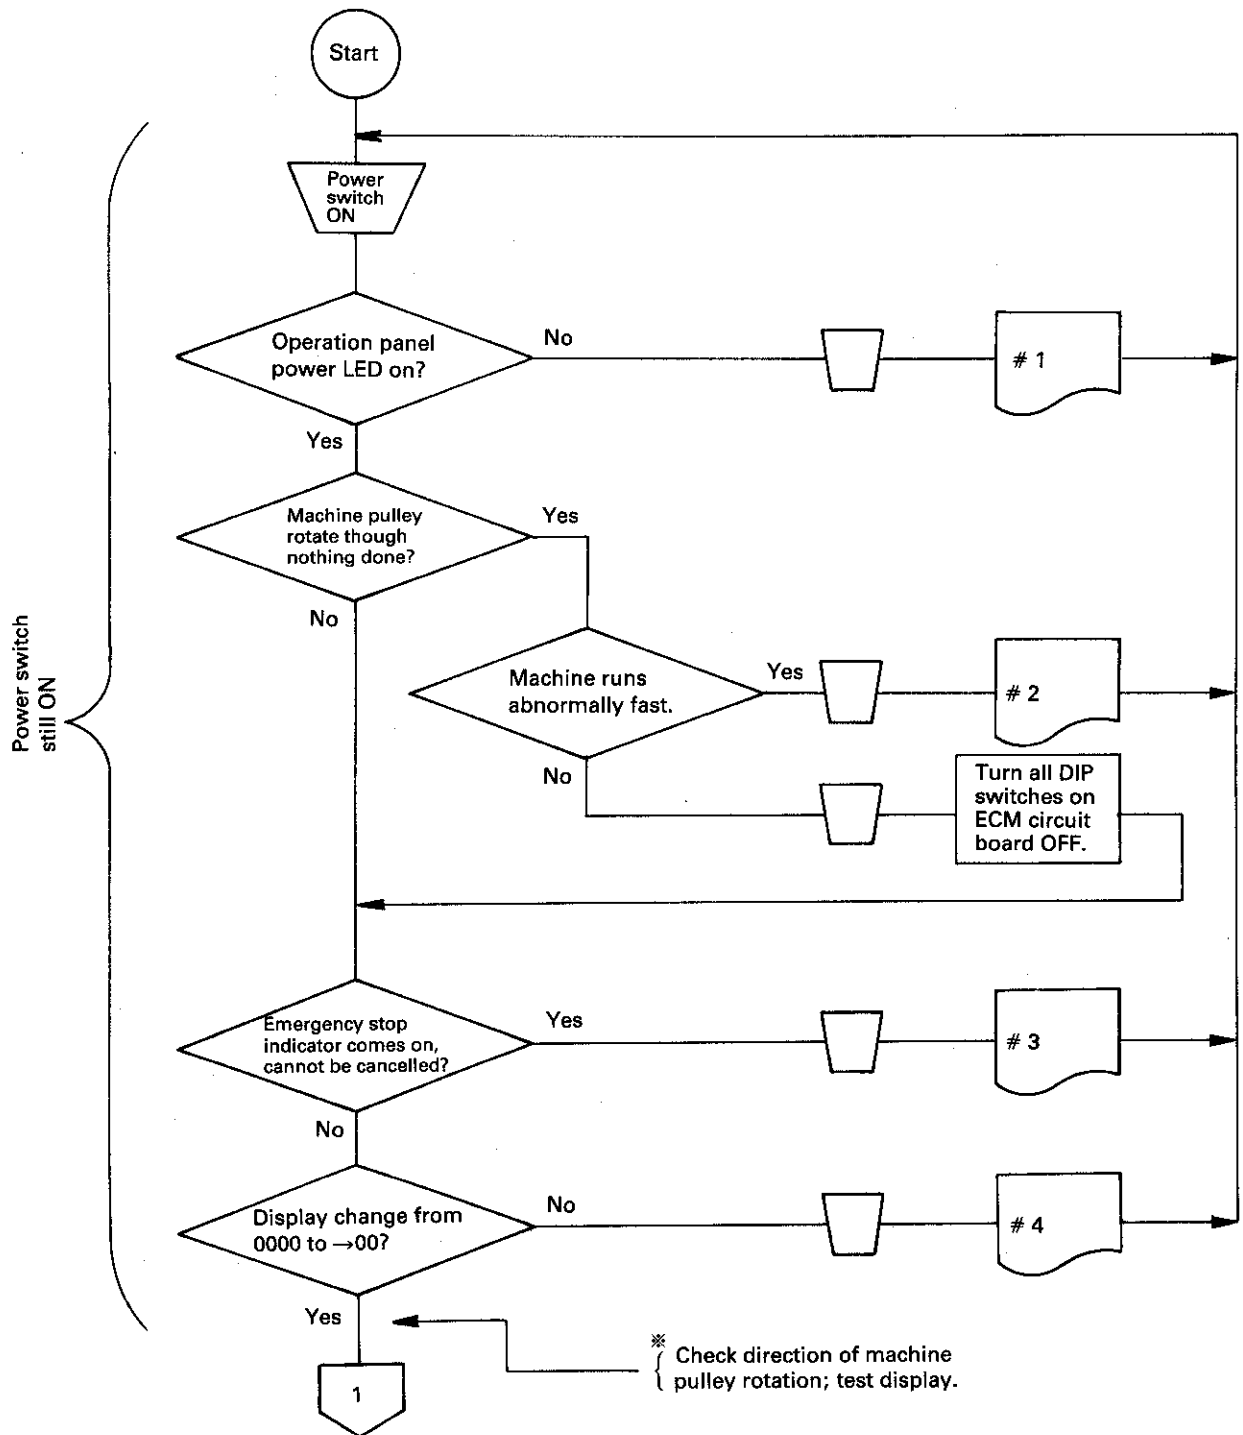 Start
Power
switch
ON
Operation panel
power LED on?
No
# 1
Yes
Machine pulley
rotate though
nothing done?
Yes
No
Machine runs
abnormally fast.
Yes
# 2
No
Turn all DIP
switches on
ECM circuit
board OFF.
Power switch
still ON
Emergency stop
indicator comes on,
cannot be cancelled?
Yes
# 3
No
Display change from
0000 to →00?
No
# 4
Yes
※
Check direction of machine
pulley rotation; test display.
1